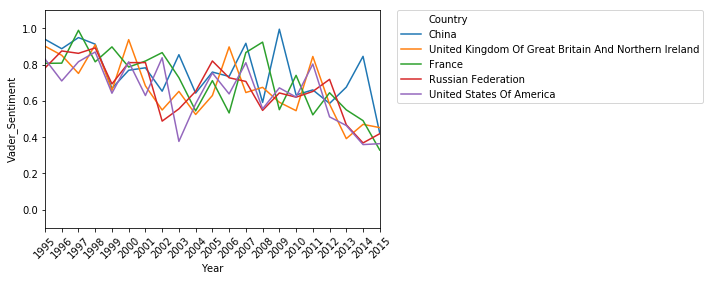 Country
China
United Kingdom Of Great Britain And Northern Ireland
France
Russian Federation
United States Of America
Vader_Sentiment
1.0
0.8
0.6
0.4
0.2
0.0
1995 1996 1997 1998 1999 2000 2001 2002 2003 2004 2005 2006 2007 2008 2009 2010 2011 2012 2013 2014 2015
Year